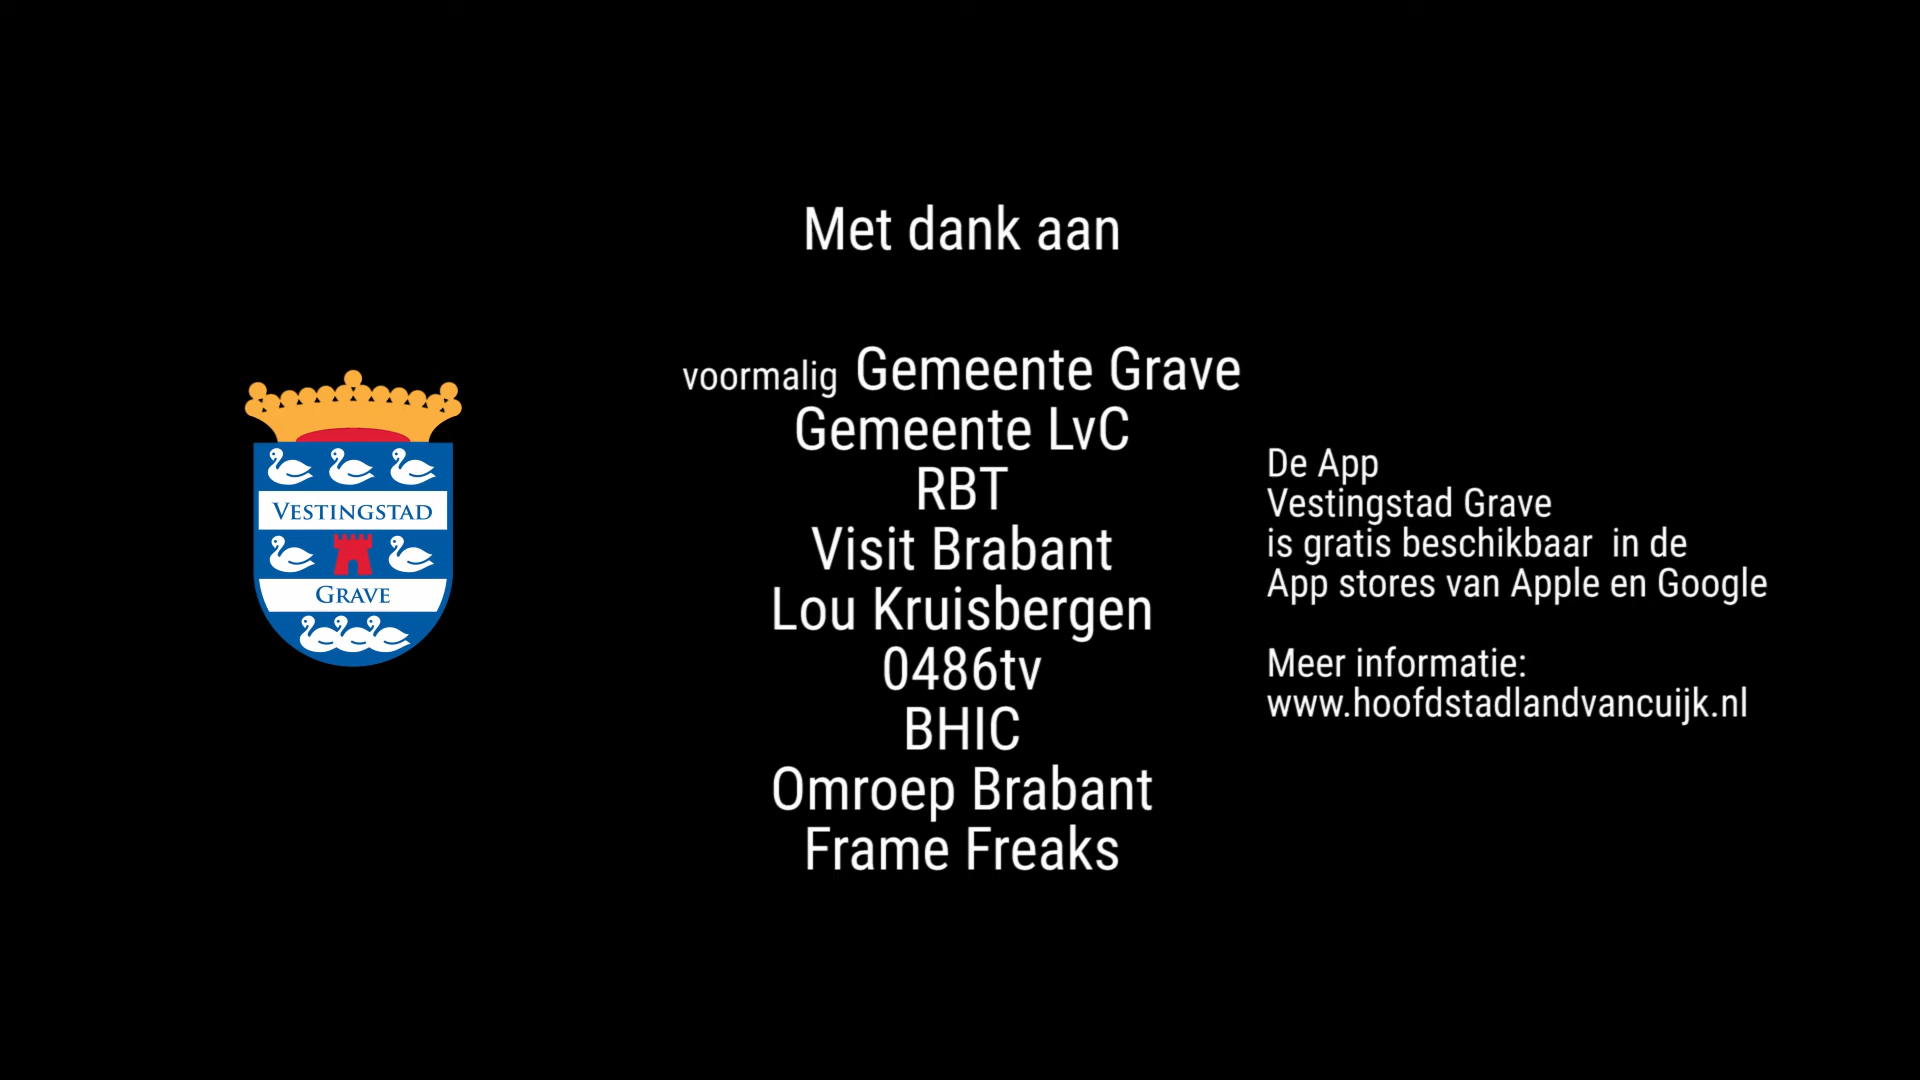 Met dank aan
voormalig Gemeente Grave
Gemeente LvC
RBT
Visit Brabant
Lou Kruisbergen
0486tv
BHIC
Omroep Brabant
Frame Freaks
VESTINGSTAD
GRAVE
De App
Vestingstad Grave
is gratis beschikbaar  in de
App stores van Apple en Google
Meer informatie:
www.hoofdstadlandvancuijk.nl